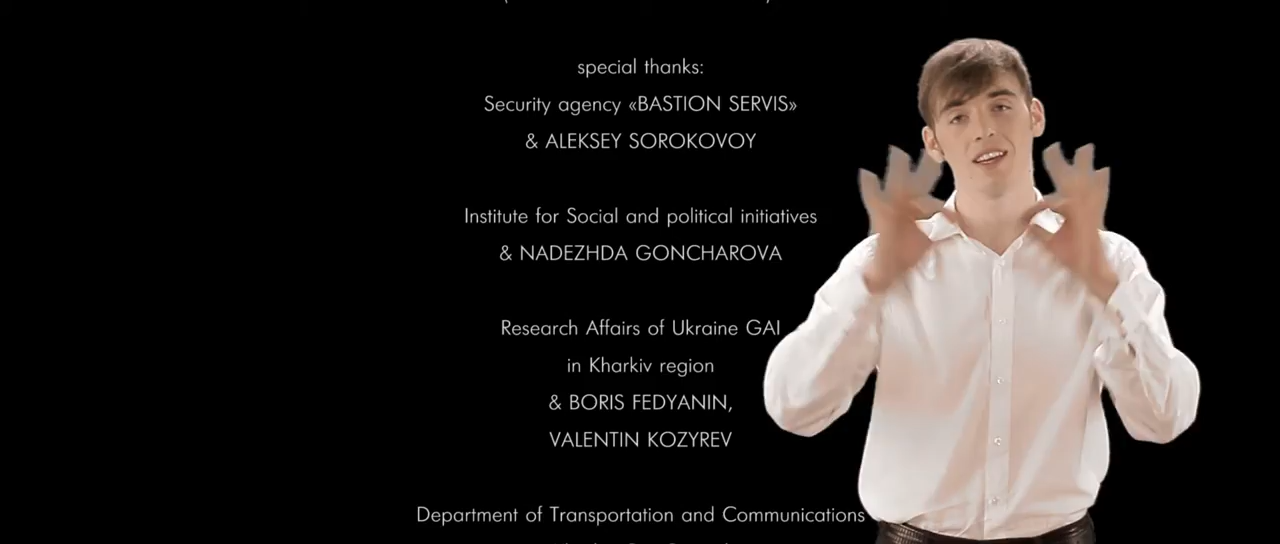 special thanks:
Security agency «BASTION SERVIS»
& ALEKSEY SOROKOVOY
Institute for Social and political initiatives
& NADEZHDA GONCHAROVA
Research Affairs of Ukraine GAI
in Kharkiv region
& BORIS FEDYANIN,
VALENTIN KOZYREV
Department of Transportation and Communications